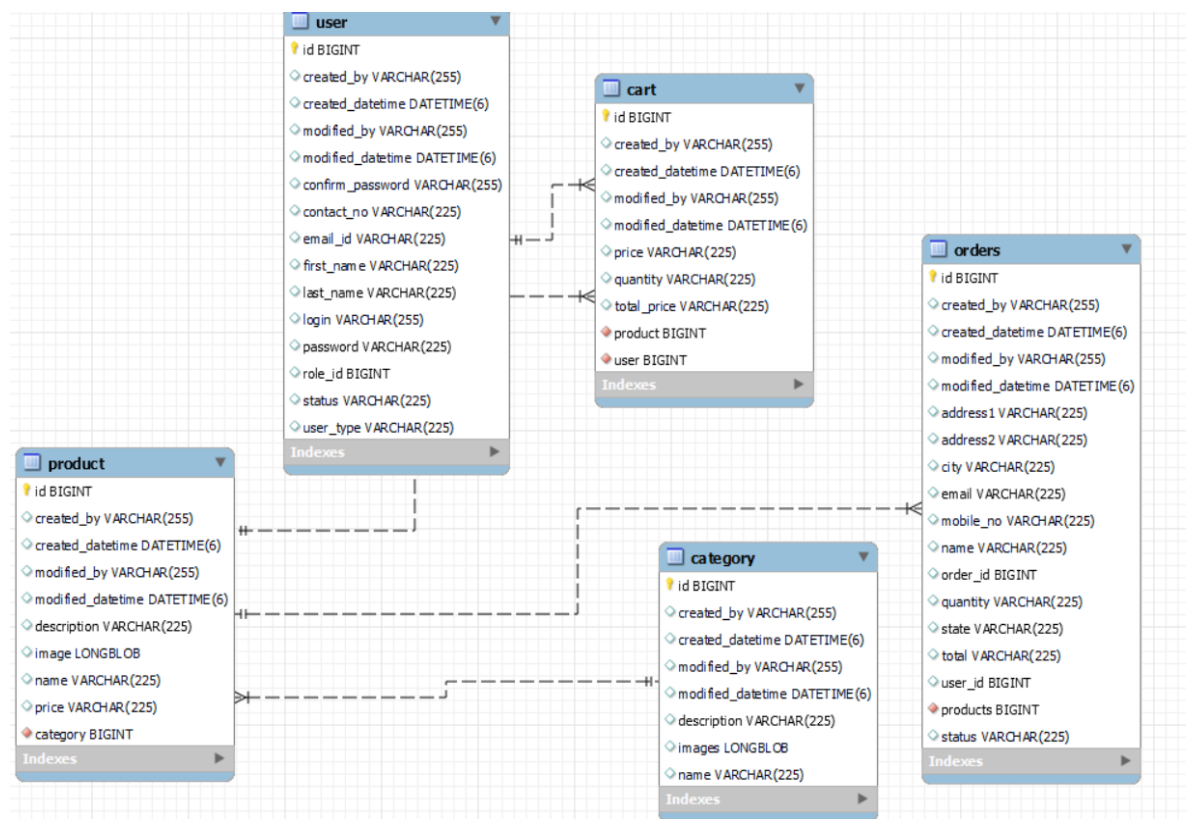 user
id BIGINT
created_by VARCHAR(255)
created_datetime DATETIME(6)
modified_by VARCHAR(255)
modified_datetime DATETIME(6)
confirm_password VARCHAR(255)
contact_no VARCHAR(225)
email_id VARCHAR(225)
first_name VARCHAR(225)
last_name VARCHAR(225)
login VARCHAR(255)
password VARCHAR(225)
role_id BIGINT
status VARCHAR(225)
user_type VARCHAR(225)
Indexes
cart
id BIGINT
created_by VARCHAR(255)
created_datetime DATETIME(6)
modified_by VARCHAR(255)
modified_datetime DATETIME(6)
price VARCHAR(225)
quantity VARCHAR(225)
total_price VARCHAR(225)
product BIGINT
user BIGINT
Indexes
orders
id BIGINT
created_by VARCHAR(255)
created_datetime DATETIME(6)
modified_by VARCHAR(255)
modified_datetime DATETIME(6)
address1 VARCHAR(225)
address2 VARCHAR(225)
city VARCHAR(225)
email VARCHAR(225)
mobile_no VARCHAR(225)
name VARCHAR(225)
order_id BIGINT
quantity VARCHAR(225)
state VARCHAR(225)
total VARCHAR(225)
user_id BIGINT
products BIGINT
status VARCHAR(225)
Indexes
product
id BIGINT
created_by VARCHAR(255)
created_datetime DATETIME(6)
modified_by VARCHAR(255)
modified_datetime DATETIME(6)
description VARCHAR(225)
image LONGBLOB
name VARCHAR(225)
price VARCHAR(225)
category BIGINT
Indexes
category
id BIGINT
created_by VARCHAR(255)
created_datetime DATETIME(6)
modified_by VARCHAR(255)
modified_datetime DATETIME(6)
description VARCHAR(225)
images LONGBLOB
name VARCHAR(225)
Indexes